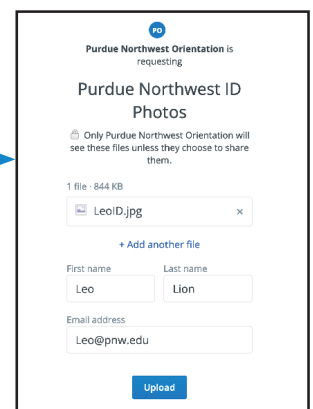 PO
Purdue Northwest Orientation is
requesting
Purdue Northwest ID
Photos
Only Purdue Northwest Orientation will
see these files unless they choose to share
them.
1 file · 844 KB
LeoID.jpg ×
+ Add another file
First name Last name
Leo Lion
Email address
Leo@pnw.edu
Upload